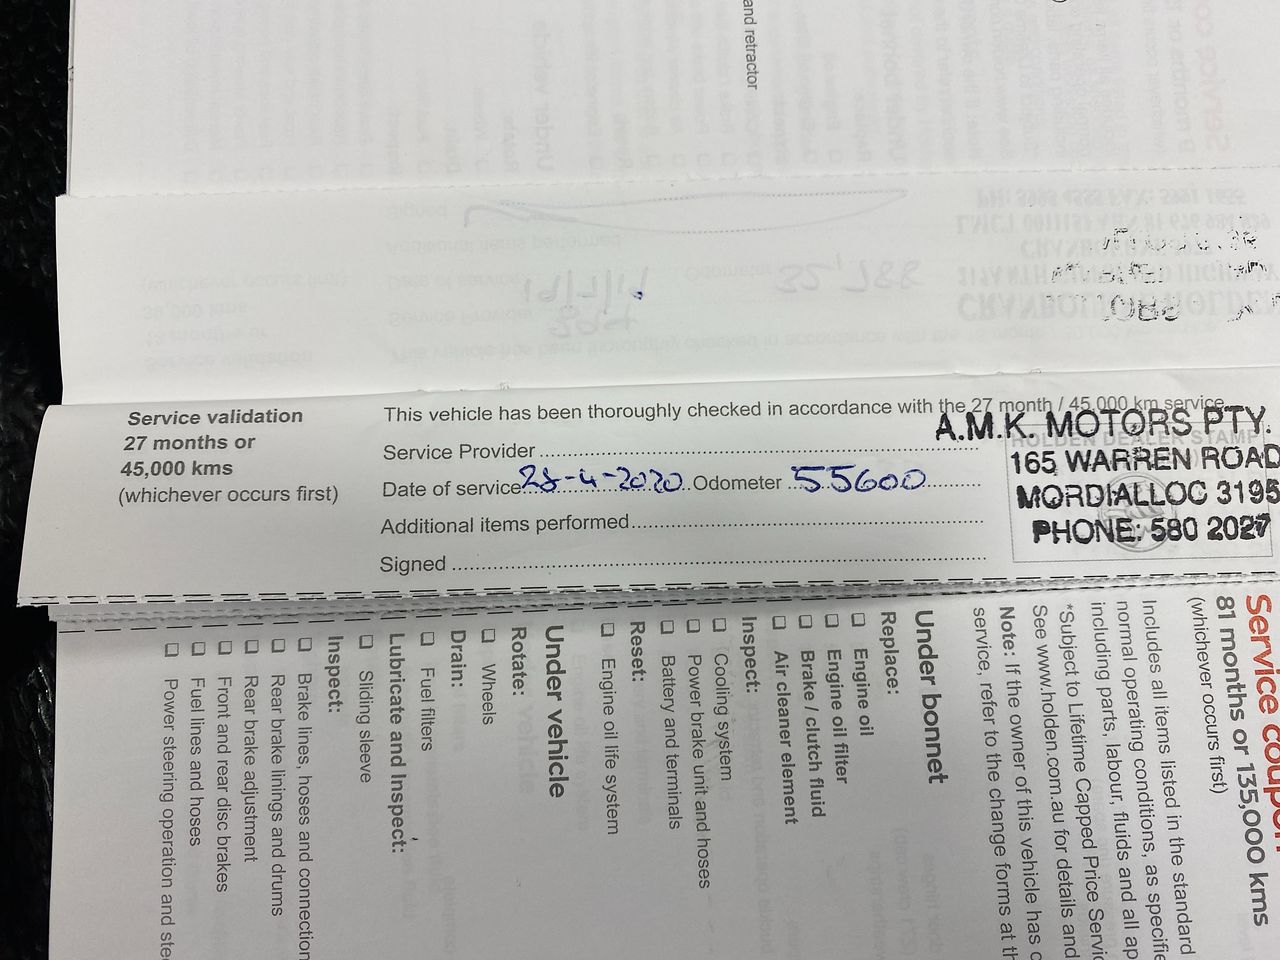 and retractor
Service validation
27 months or
45,000 kms
(whichever occurs first)
This vehicle has been thoroughly checked in accordance with the 27 month / 45,000 km service
Service Provider
Date of service 28-4-2020 Odometer 55600
Additional items performed
Signed
HOLDEN DEALER STAMP
A.M.K. MOTORS PTY.
165 WARREN ROAD
MORDIALLOC 3195
PHONE: 580 2027
Service coupon
81 months or 135,000 kms
(whichever occurs first)
Includes all items listed in the standard
normal operating conditions, as specifie
including parts, labour, fluids and all ap
*Subject to Lifetime Capped Price Servic
See www.holden.com.au for details and
Note: If the owner of this vehicle has c
service, refer to the change forms at th
Under bonnet
Replace:
Engine oil
Engine oil filter
Brake / clutch fluid
Air cleaner element
Inspect:
Cooling system
Power brake unit and hoses
Battery and terminals
Reset:
Engine oil life system
Under vehicle
Rotate:
Wheels
Drain:
Fuel filters
Lubricate and Inspect:
Sliding sleeve
Inspect:
Brake lines, hoses and connection
Rear brake linings and drums
Rear brake adjustment
Front and rear disc brakes
Fuel lines and hoses
Power steering operation and ste